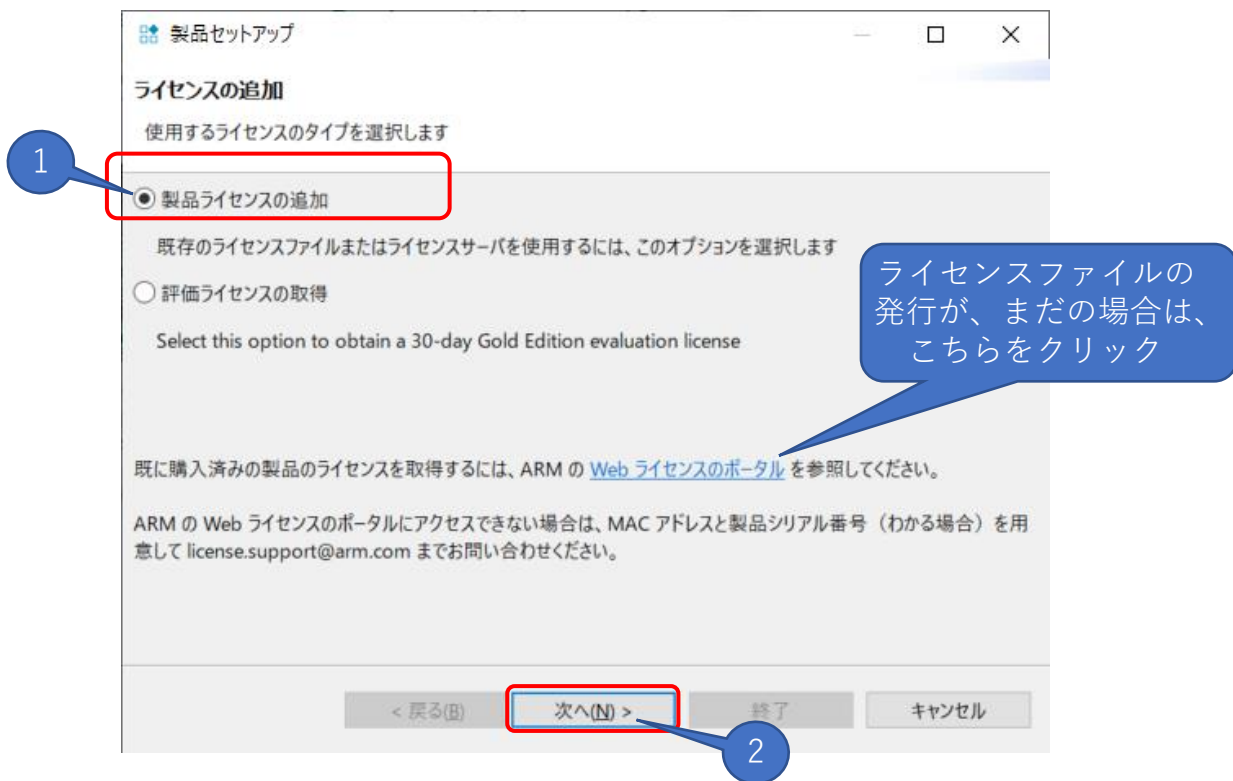 製品セットアップ
ライセンスの追加
使用するライセンスのタイプを選択します
1
製品ライセンスの追加
既存のライセンスファイルまたはライセンスサーバを使用するには、このオプションを選択します
ライセンスファイルの
発行が、まだの場合は、
こちらをクリック
評価ライセンスの取得
Select this option to obtain a 30-day Gold Edition evaluation license
既に購入済みの製品のライセンスを取得するには、ARM の Web ライセンスのポータル を参照してください。
ARM の Web ライセンスのポータルにアクセスできない場合は、MAC アドレスと製品シリアル番号（わかる場合）を用
意して license.support@arm.com までお問い合わせください。
< 戻る(B)
次へ(N) >
終了
キャンセル
2